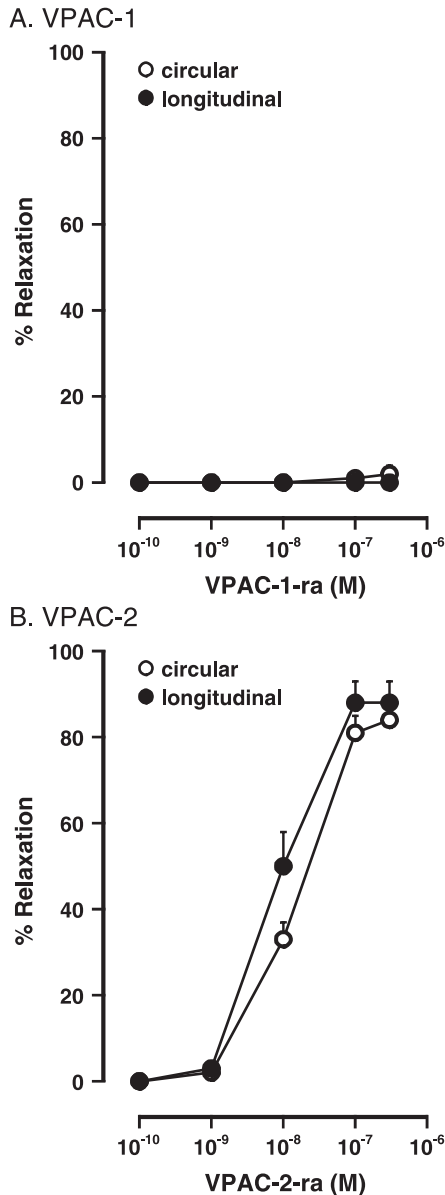 A. VPAC-1
100
80
60
40
20
0
% Relaxation
circular
longitudinal
10⁻¹⁰ 10⁻⁹ 10⁻⁸ 10⁻⁷ 10⁻⁶
VPAC-1-ra (M)
B. VPAC-2
100
80
60
40
20
0
% Relaxation
circular
longitudinal
10⁻¹⁰ 10⁻⁹ 10⁻⁸ 10⁻⁷ 10⁻⁶
VPAC-2-ra (M)